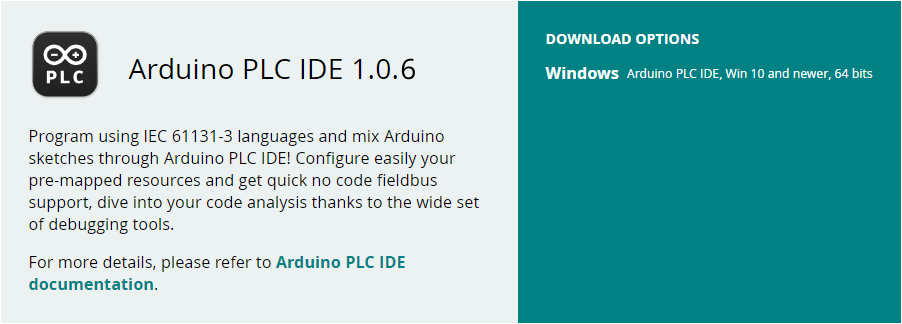 PLC
Arduino PLC IDE 1.0.6
Program using IEC 61131-3 languages and mix Arduino
sketches through Arduino PLC IDE! Configure easily your
pre-mapped resources and get quick no code fieldbus
support, dive into your code analysis thanks to the wide set
of debugging tools.
For more details, please refer to Arduino PLC IDE
documentation.
DOWNLOAD OPTIONS
Windows Arduino PLC IDE, Win 10 and newer, 64 bits